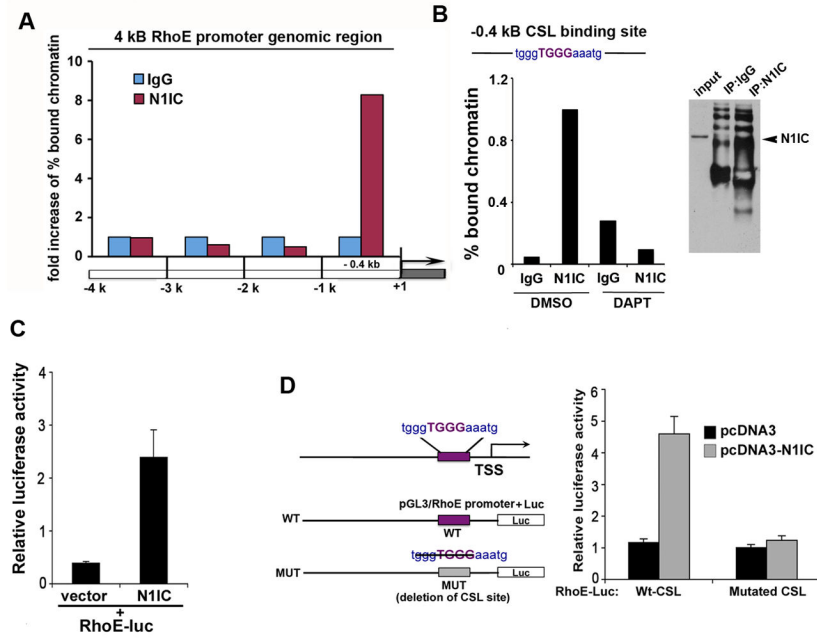 A
4 kB RhoE promoter genomic region
fold increase of % bound chromatin
10
8
6
4
2
0
IgG
N1IC
- 0.4 kb
-4 k
-3 k
-2 k
-1 k
+1
B
-0.4 kB CSL binding site
tgggTGGGaaatg
% bound chromatin
1.2
0.8
0.4
0
IgG N1IC IgG N1IC
DMSO DAPT
input
IP:IgG
IP:N1IC
N1IC
C
Relative luciferase activity
4
3
2
1
0
vector N1IC
+
RhoE-luc
D
tgggTGGGaaatg
TSS
pGL3/RhoE promoter+Luc
WT
Luc
WT
tgggTGGGaaatg
MUT
Luc
MUT
(deletion of CSL site)
Relative luciferase activity
6
5
4
3
2
1
0
pcDNA3
pcDNA3-N1IC
RhoE-Luc: Wt-CSL Mutated CSL